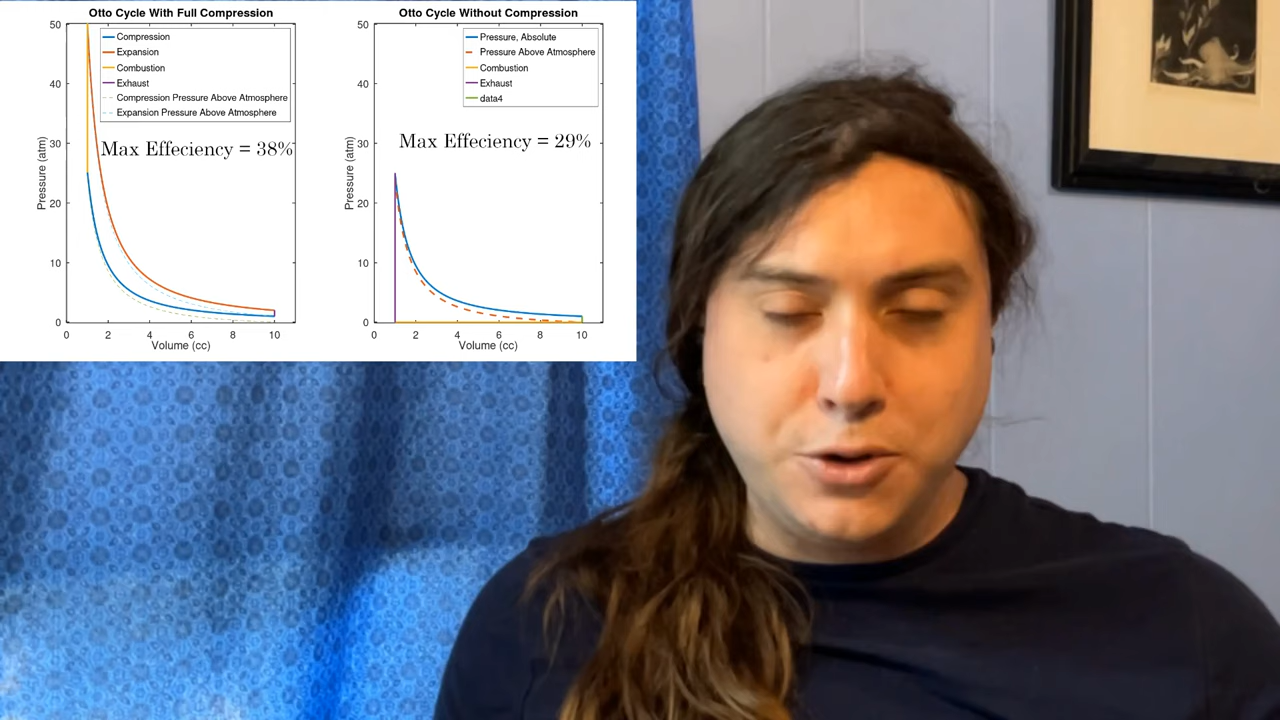 Otto Cycle With Full Compression
50
40
30
20
10
0
Pressure (atm)
Compression
Expansion
Combustion
Exhaust
Compression Pressure Above Atmosphere
Expansion Pressure Above Atmosphere
Max Effeciency = 38%
0 2 4 6 8 10
Volume (cc)
Otto Cycle Without Compression
50
40
30
20
10
0
Pressure (atm)
Pressure, Absolute
Pressure Above Atmosphere
Combustion
Exhaust
data4
Max Effeciency = 29%
0 2 4 6 8 10
Volume (cc)